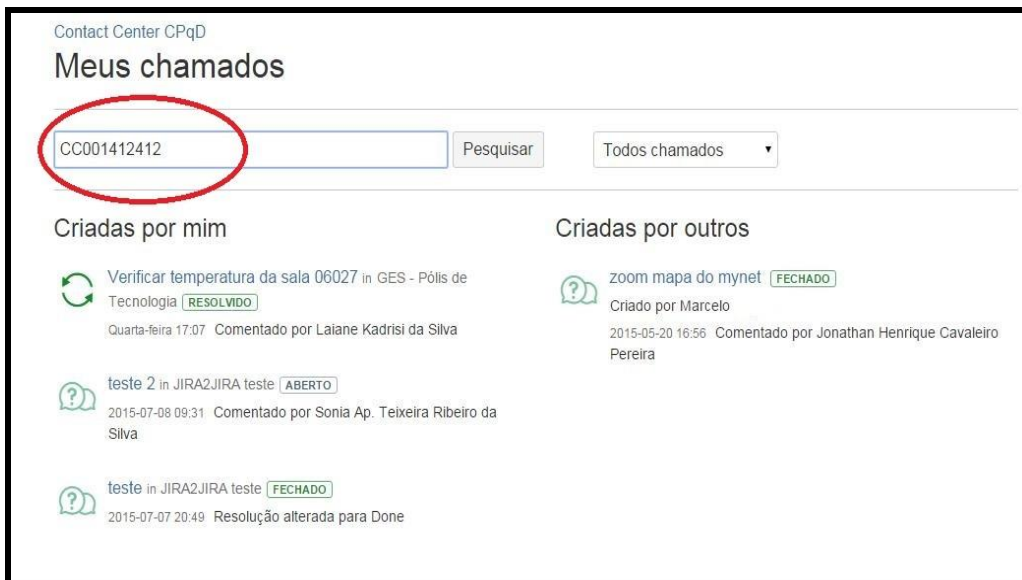 Contact Center CPqD
Meus chamados
CC001412412
Pesquisar
Todos chamados
Criadas por mim
Verificar temperatura da sala 06027 in GES - Pólis de
Tecnologia RESOLVIDO
Quarta-feira 17:07 Comentado por Laiane Kadrisi da Silva
teste 2 in JIRA2JIRA teste ABERTO
2015-07-08 09:31 Comentado por Sonia Ap. Teixeira Ribeiro da
Silva
teste in JIRA2JIRA teste FECHADO
2015-07-07 20:49 Resolução alterada para Done
Criadas por outros
zoom mapa do mynet FECHADO
Criado por Marcelo
2015-05-20 16:56 Comentado por Jonathan Henrique Cavaleiro
Pereira